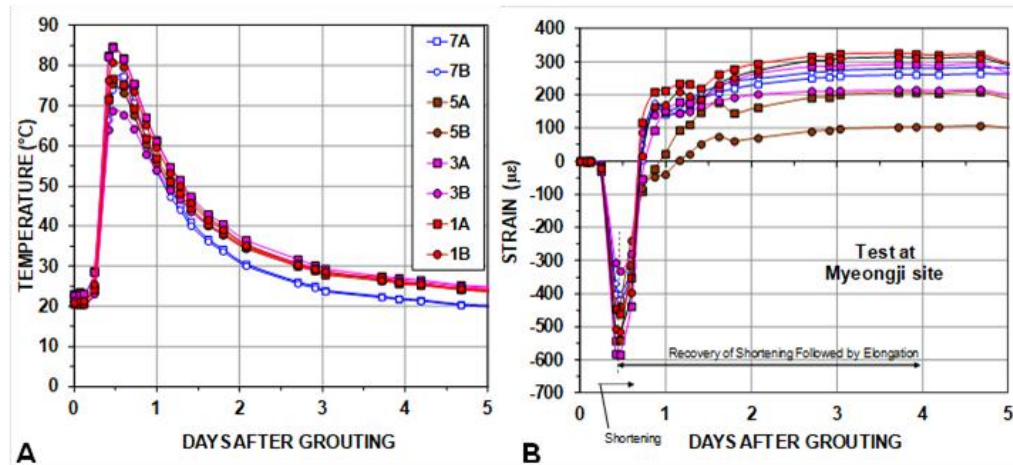 90
80
70
60
50
40
30
20
10
0
TEMPERATURE (°C)
7A
7B
5A
5B
3A
3B
1A
1B
0 1 2 3 4 5
DAYS AFTER GROUTING
A
400
300
200
100
0
-100
-200
-300
-400
-500
-600
-700
STRAIN (με)
Test at
Myeongji site
Recovery of Shortening Followed by Elongation
0 1 2 3 4 5
Shortening
DAYS AFTER GROUTING
B